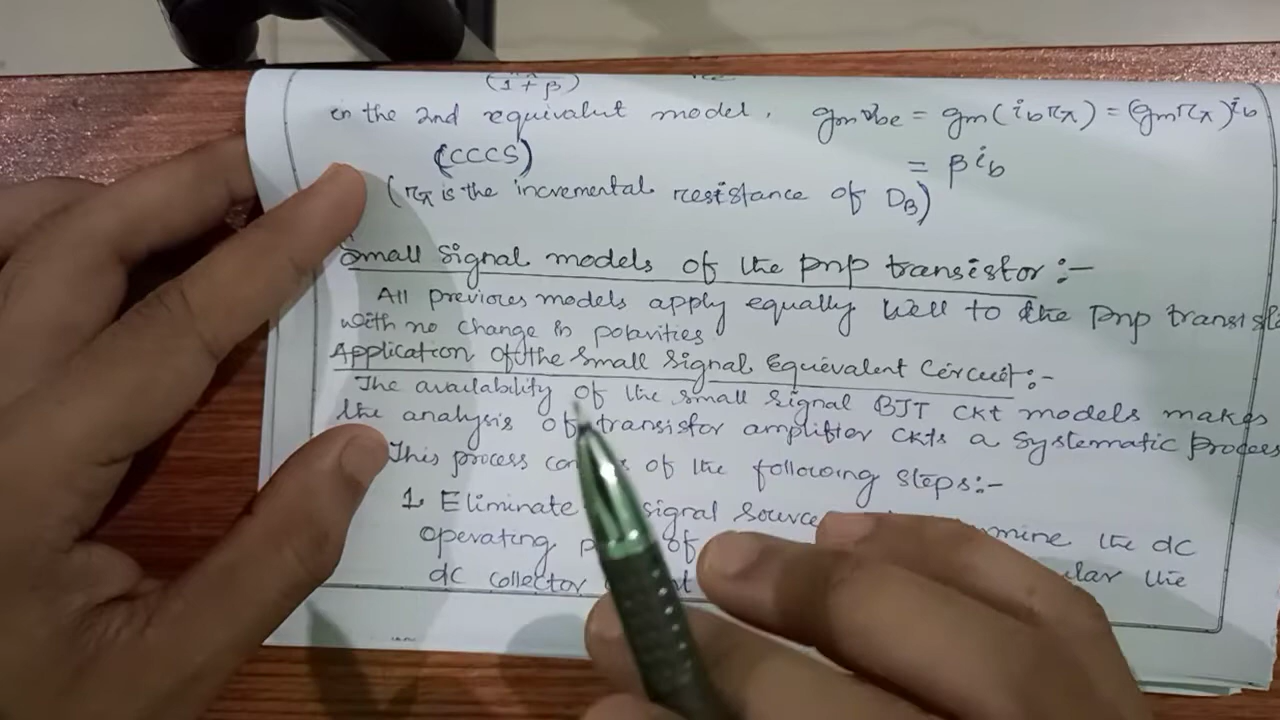 (1+β)
in the 2nd equivalent model, gmvbe = gm(ibrπ) = (gmrπ)ib
(CCCS) = βib
(rπ is the incremental resistance of DB)
Small signal models of the pnp transistor:-
All previous models apply equally well to the pnp
with no change in polarities
Application of the Small Signal Equivalent Circuit:-
The availability of the small signal BJT Ckt models makes
the analysis of transistor amplifier Ckts a Systematic
This process of the following steps:-
1. Eliminate signal source the dc
operating of
dc collector the